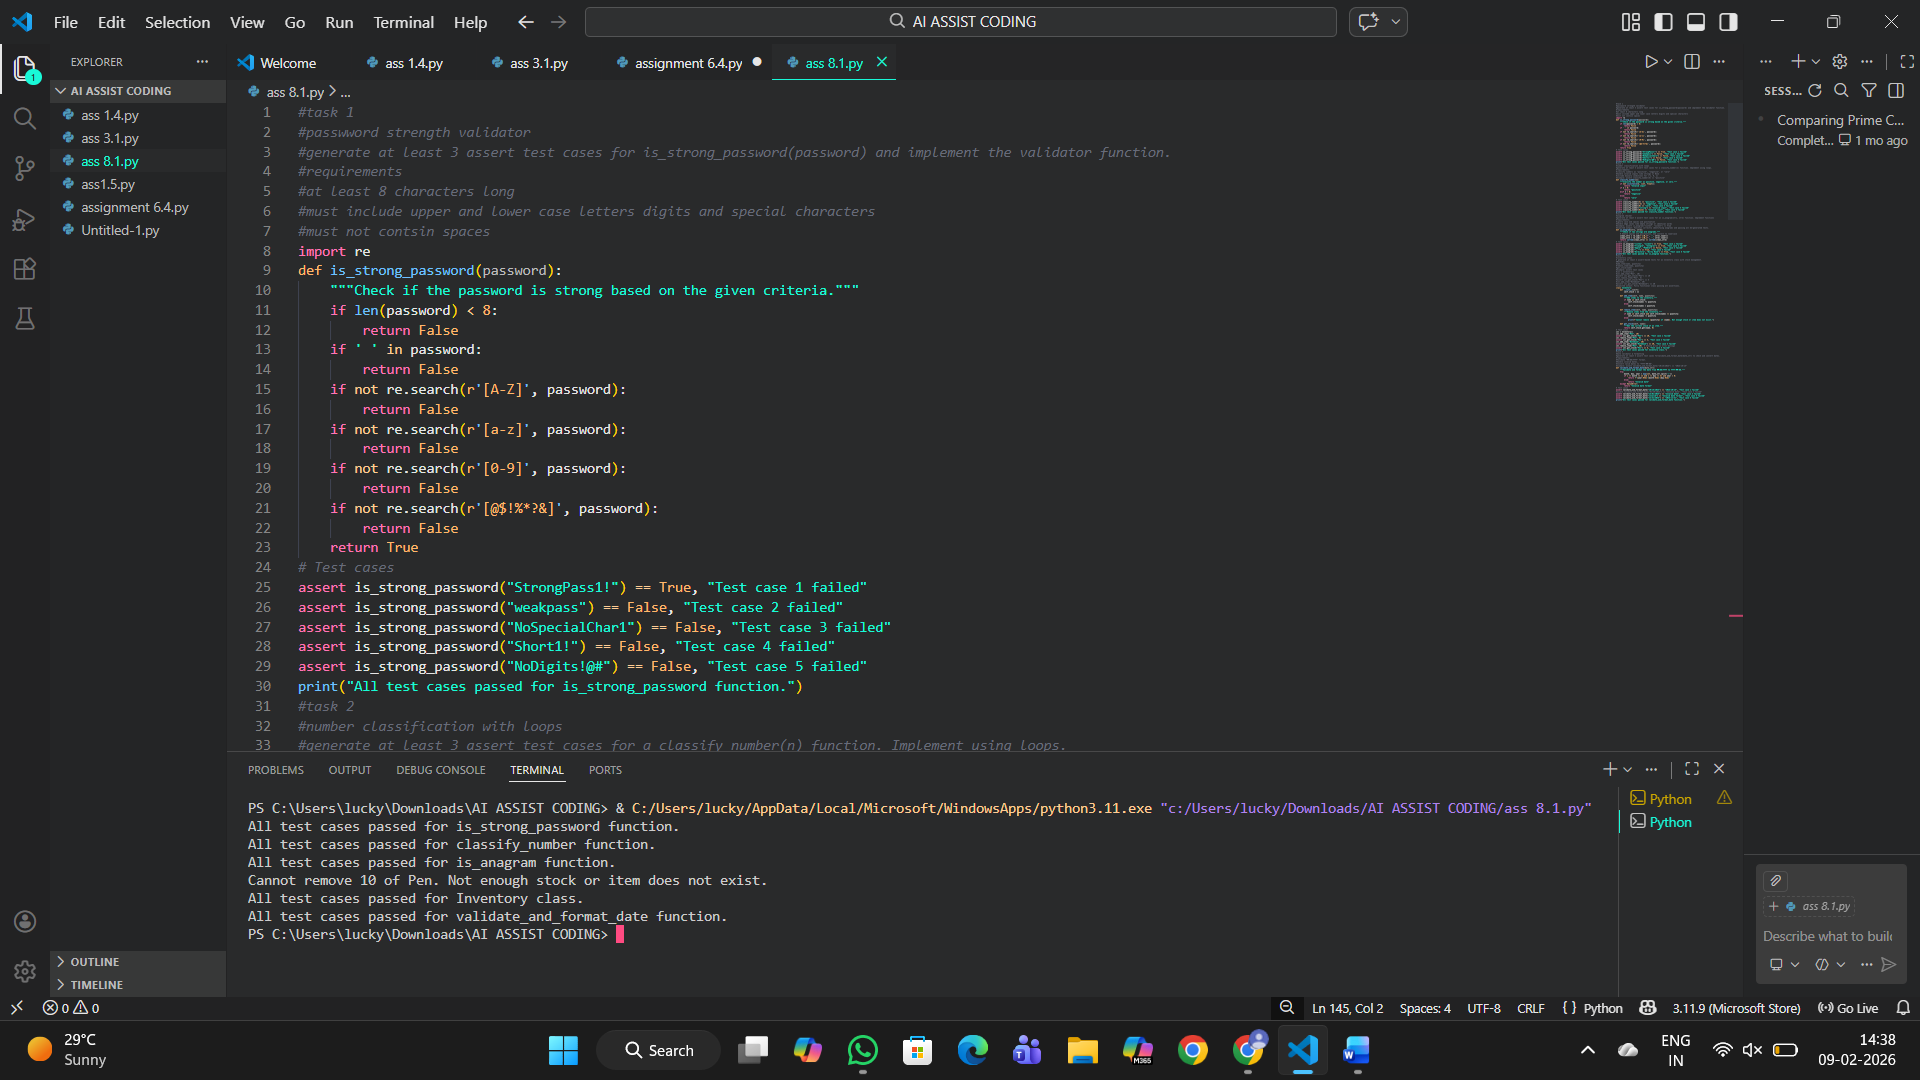 File Edit Selection View Go Run Terminal Help
AI ASSIST CODING
EXPLORER
AI ASSIST CODING
ass 1.4.py
ass 3.1.py
ass 8.1.py
ass1.5.py
assignment 6.4.py
Untitled-1.py
OUTLINE
TIMELINE
Welcome
ass 1.4.py
ass 3.1.py
assignment 6.4.py
ass 8.1.py
ass 8.1.py > ...
1 #task 1
2 #passwword strength validator
3 #generate at least 3 assert test cases for is_strong_password(password) and implement the validator function.
4 #requirements
5 #at least 8 characters long
6 #must include upper and lower case letters digits and special characters
7 #must not contsin spaces
8 import re
9 def is_strong_password(password):
10 """Check if the password is strong based on the given criteria."""
11 if len(password) < 8:
12 return False
13 if ' ' in password:
14 return False
15 if not re.search(r'[A-Z]', password):
16 return False
17 if not re.search(r'[a-z]', password):
18 return False
19 if not re.search(r'[0-9]', password):
20 return False
21 if not re.search(r'[@$!%*?&]', password):
22 return False
23 return True
24 # Test cases
25 assert is_strong_password("StrongPass1!") == True, "Test case 1 failed"
26 assert is_strong_password("weakpass") == False, "Test case 2 failed"
27 assert is_strong_password("NoSpecialChar1") == False, "Test case 3 failed"
28 assert is_strong_password("Short1!") == False, "Test case 4 failed"
29 assert is_strong_password("NoDigits!@#") == False, "Test case 5 failed"
30 print("All test cases passed for is_strong_password function.")
31 #task 2
32 #number classification with loops
33 #generate at least 3 assert test cases for a classify_number(n) function. Implement using loops.
PROBLEMS OUTPUT DEBUG CONSOLE TERMINAL PORTS
PS C:\Users\lucky\Downloads\AI ASSIST CODING> & C:/Users/lucky/AppData/Local/Microsoft/WindowsApps/python3.11.exe "c:/Users/lucky/Downloads/AI ASSIST CODING/ass 8.1.py"
All test cases passed for is_strong_password function.
All test cases passed for classify_number function.
All test cases passed for is_anagram function.
Cannot remove 10 of Pen. Not enough stock or item does not exist.
All test cases passed for Inventory class.
All test cases passed for validate_and_format_date function.
PS C:\Users\lucky\Downloads\AI ASSIST CODING>
Python
Python
SESS...
Comparing Prime C...
Complet... 1 mo ago
ass 8.1.py
Describe what to build
0 0
Ln 145, Col 2 Spaces: 4 UTF-8 CRLF { } Python 3.11.9 (Microsoft Store) Go Live
29°C
Sunny
Search
ENG
IN
14:38
09-02-2026